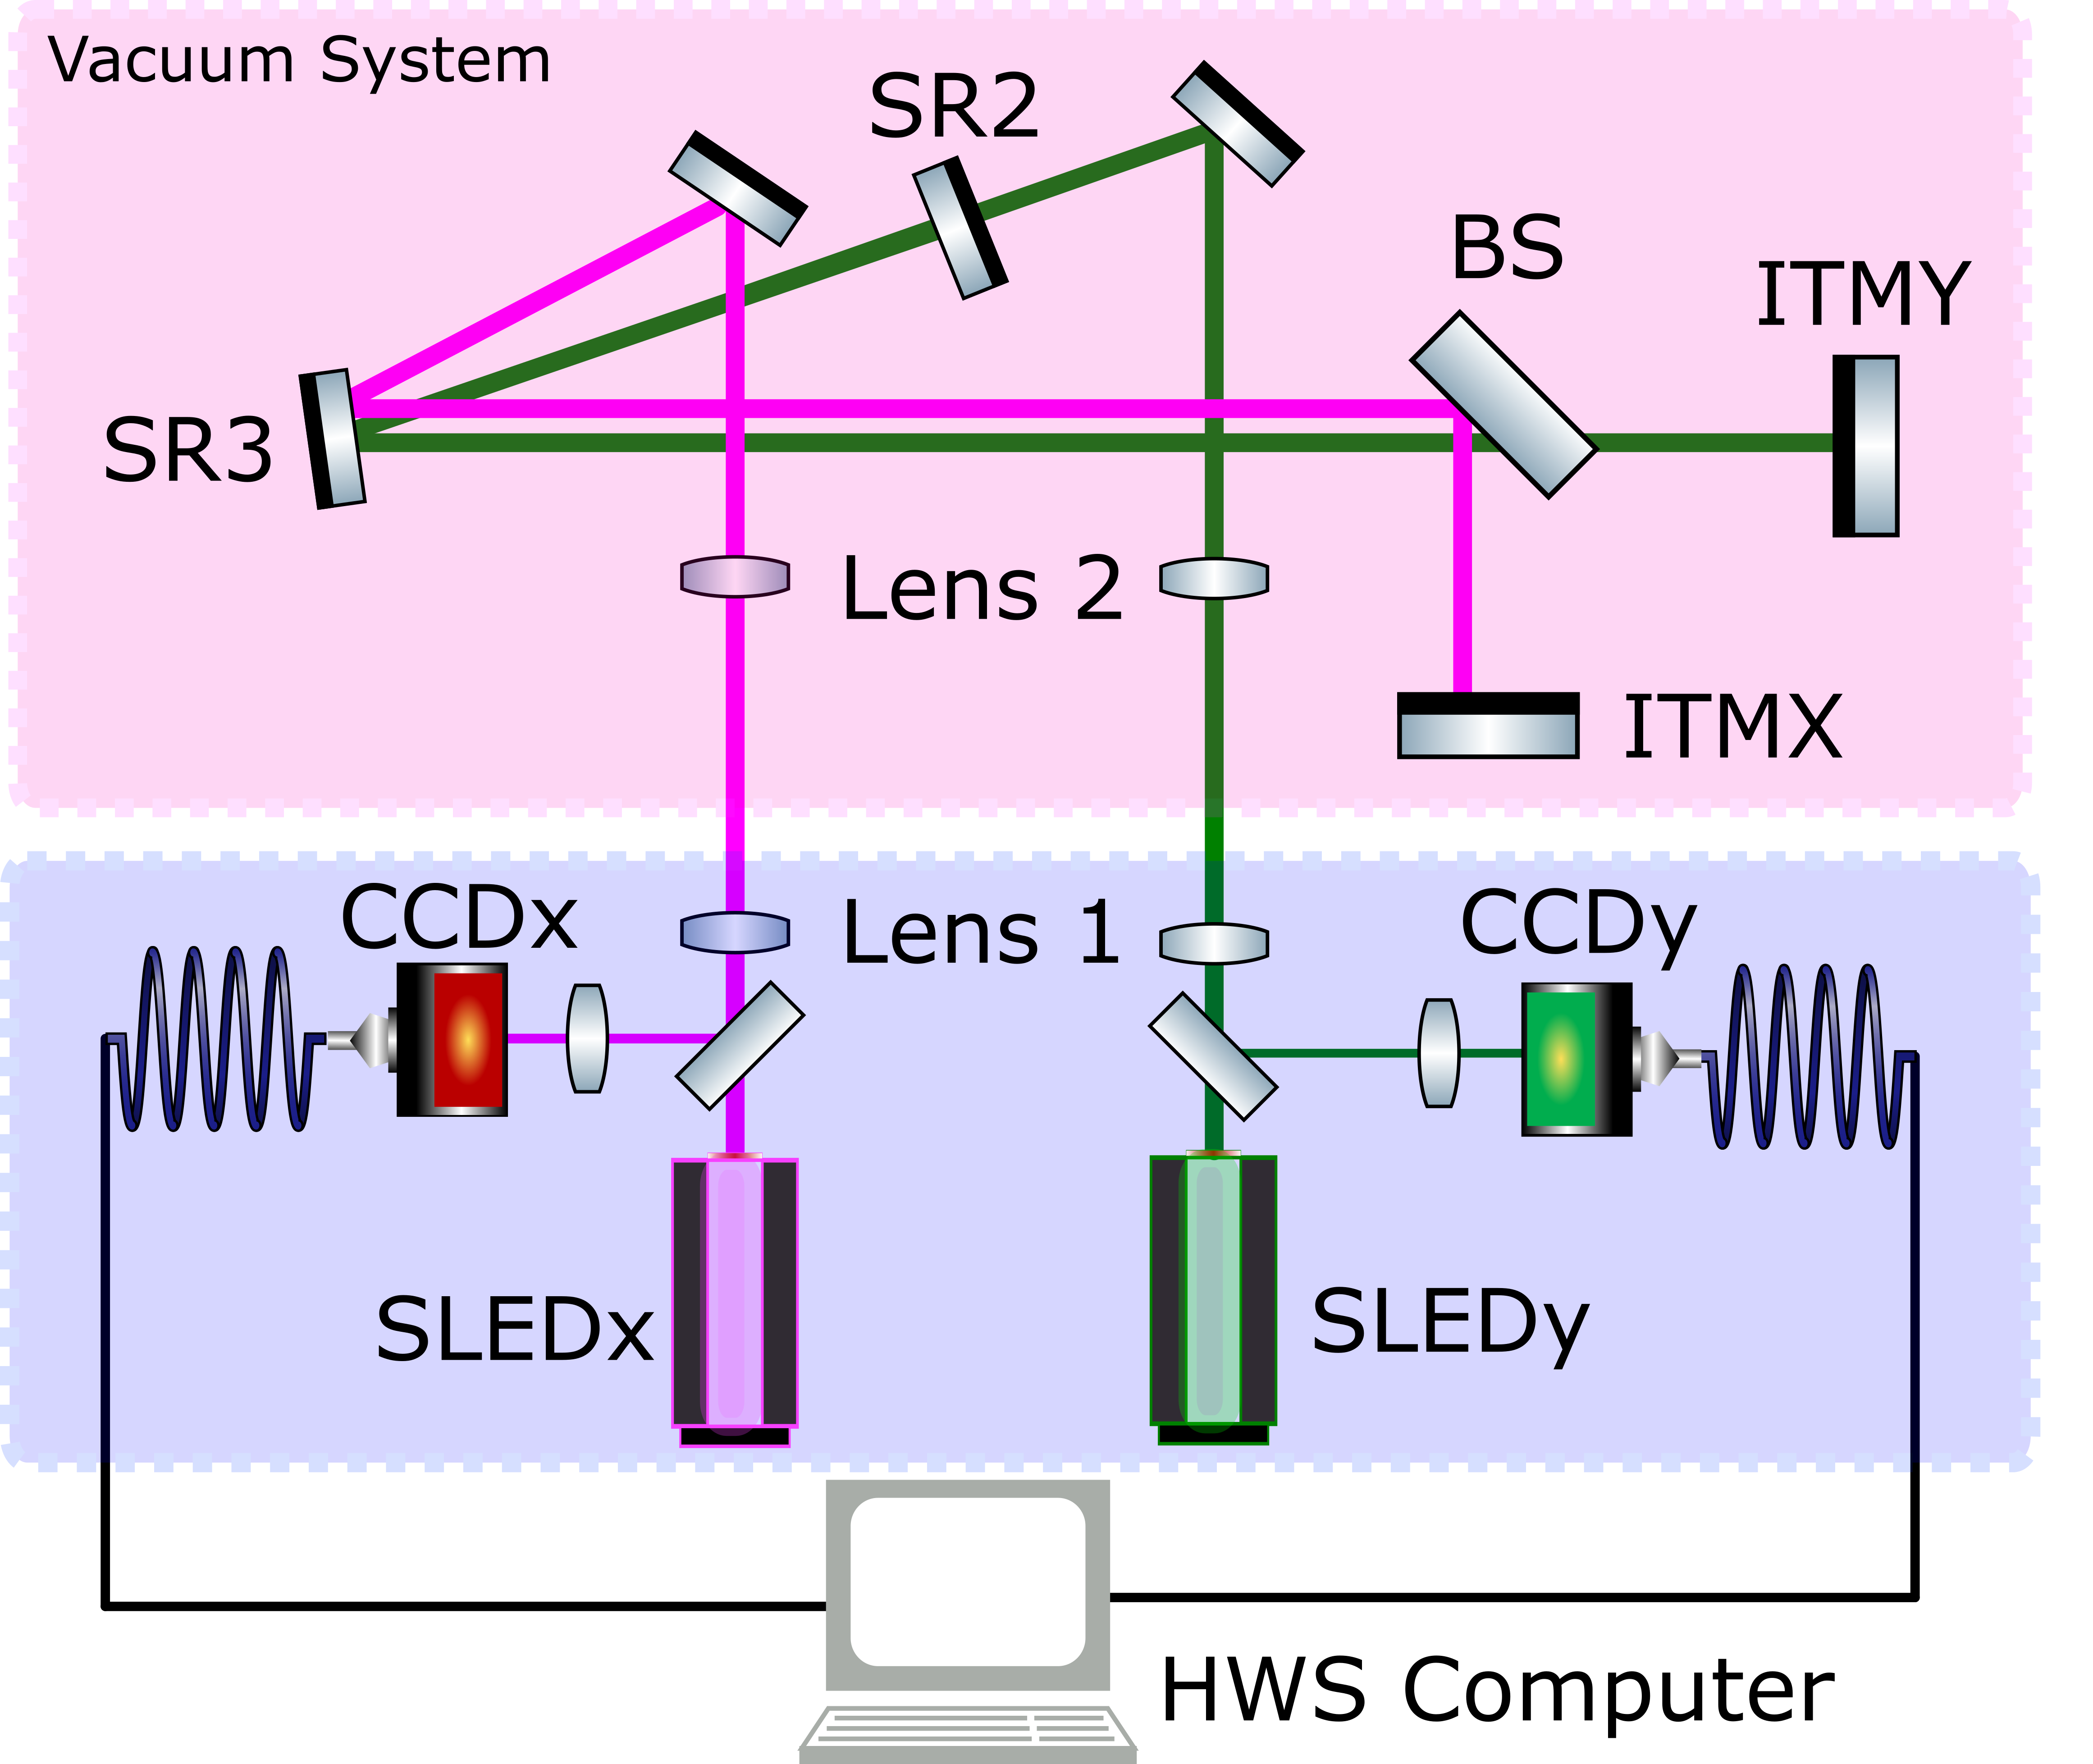 Vacuum System
SR2
BS
ITMY
SR3
Lens 2
ITMX
CCDx
Lens 1
CCDy
SLEDx
SLEDy
HWS Computer